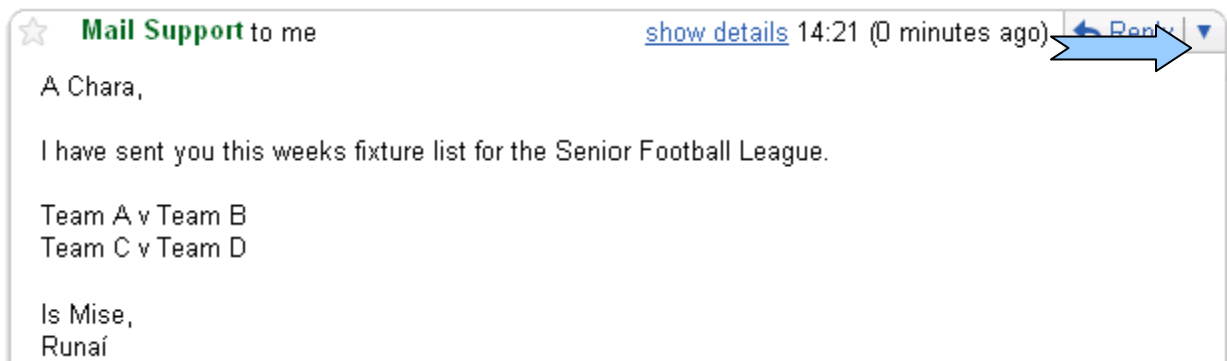 Mail Support to me show details 14:21 (0 minutes ago) Reply
A Chara,
I have sent you this weeks fixture list for the Senior Football League.
Team A v Team B
Team C v Team D
Is Mise,
Runaí